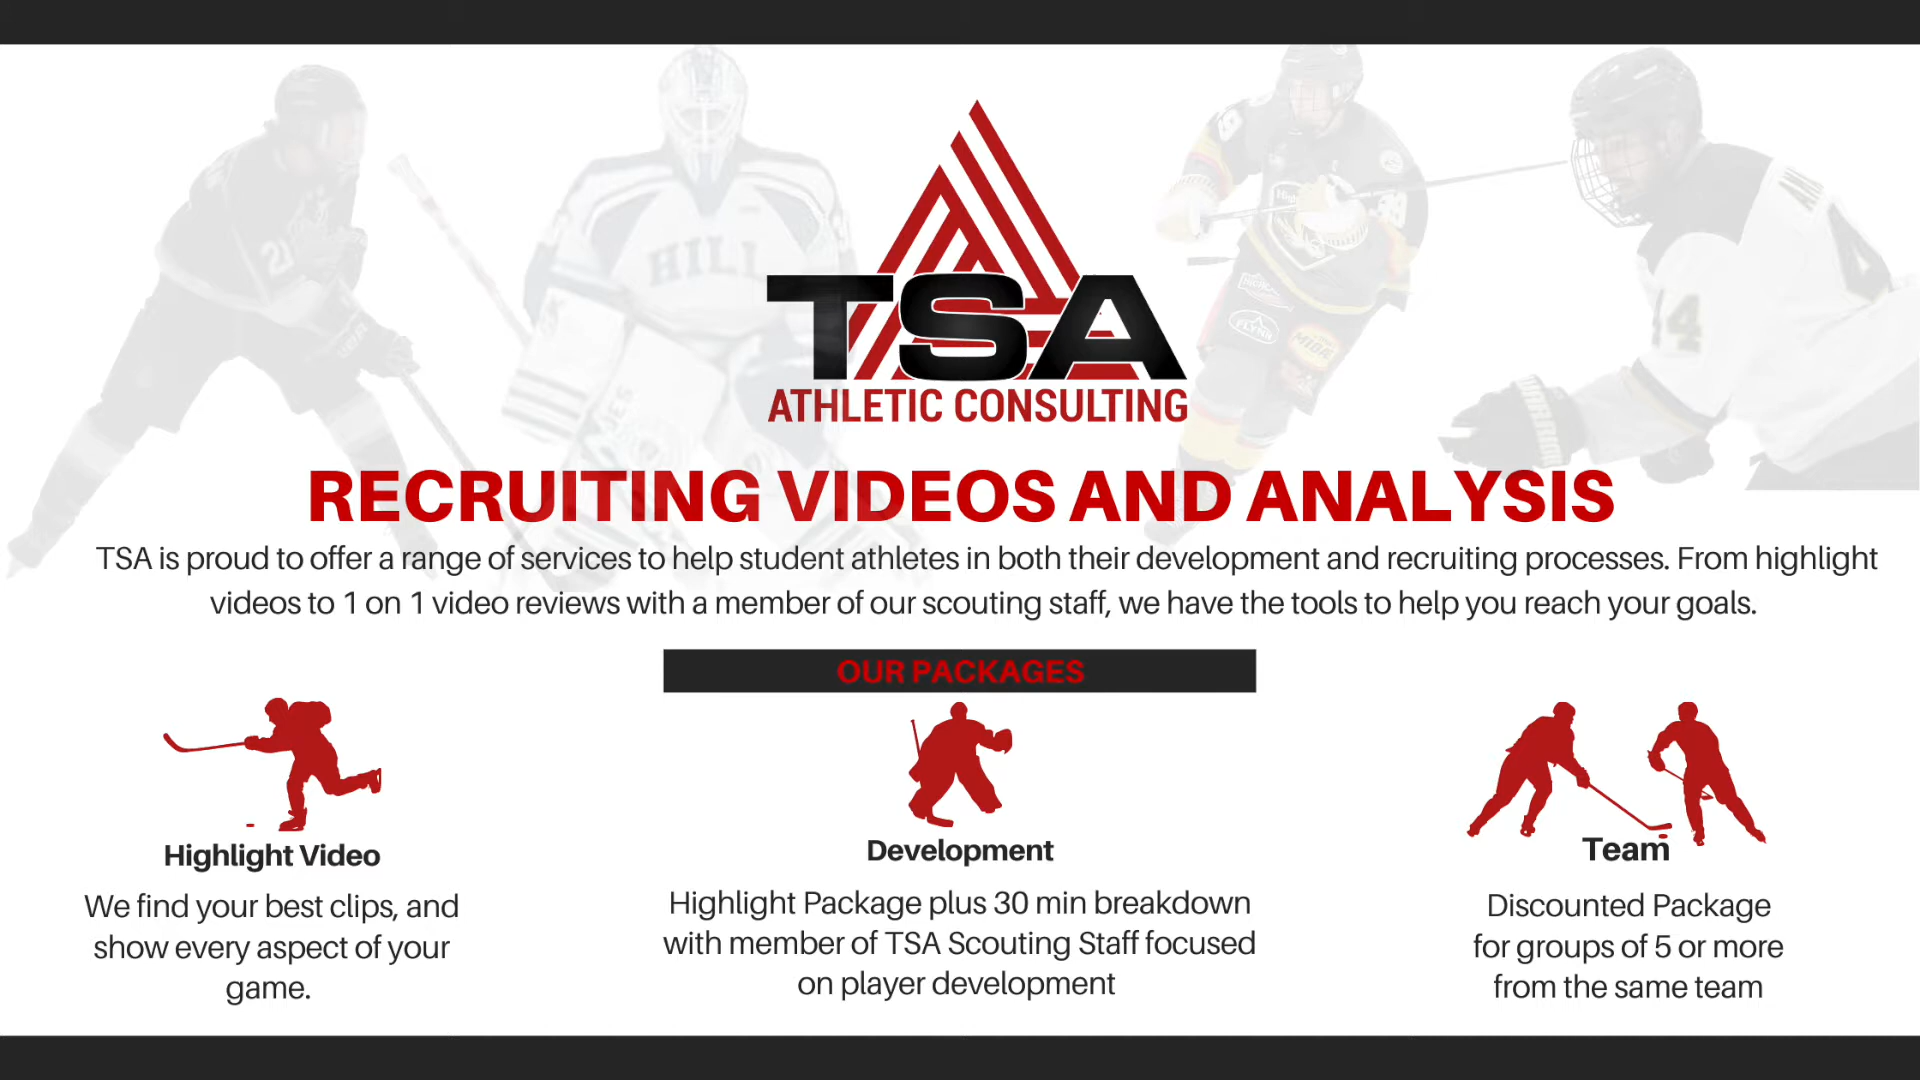 21
HILL
FLYNN
14
TSA
ATHLETIC CONSULTING
RECRUITING VIDEOS AND ANALYSIS
TSA is proud to offer a range of services to help student athletes in both their development and recruiting processes. From highlight
videos to 1 on 1 video reviews with a member of our scouting staff, we have the tools to help you reach your goals.
OUR PACKAGES
Highlight Video
We find your best clips, and
show every aspect of your
game.
Development
Highlight Package plus 30 min breakdown
with member of TSA Scouting Staff focused
on player development
Team
Discounted Package
for groups of 5 or more
from the same team